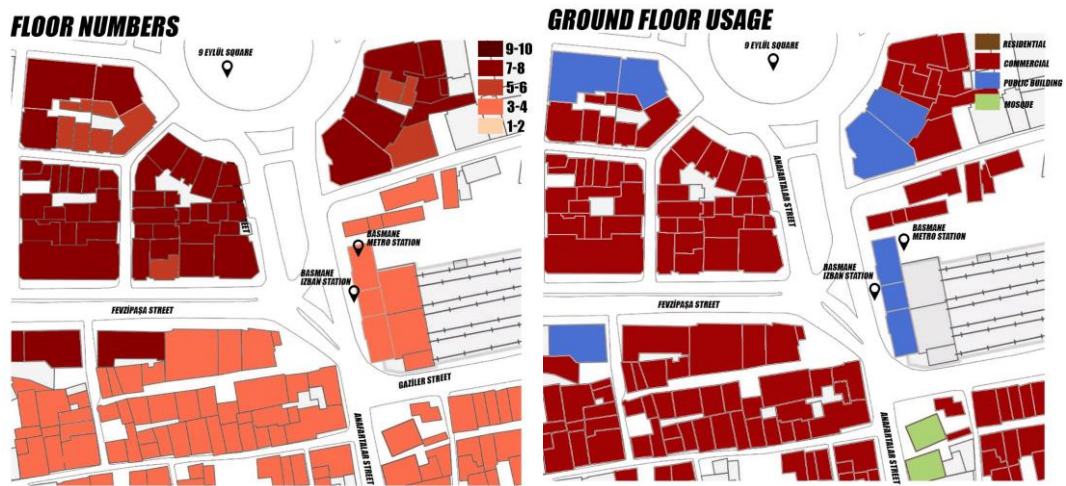 FLOOR NUMBERS
9 EYLÜL SQUARE
9-10
7-8
5-6
3-4
1-2
STREET
BASMANE
METRO STATION
BASMANE
IZBAN STATION
FEVZİPAŞA STREET
GAZİLER STREET
ANAFARTALAR STREET
GROUND FLOOR USAGE
9 EYLÜL SQUARE
RESIDENTIAL
COMMERCIAL
PUBLIC BUILDING
MOSQUE
ANAFARTALAR STREET
BASMANE
METRO STATION
BASMANE
IZBAN STATION
FEVZİPAŞA STREET
ANAFARTALAR STREET